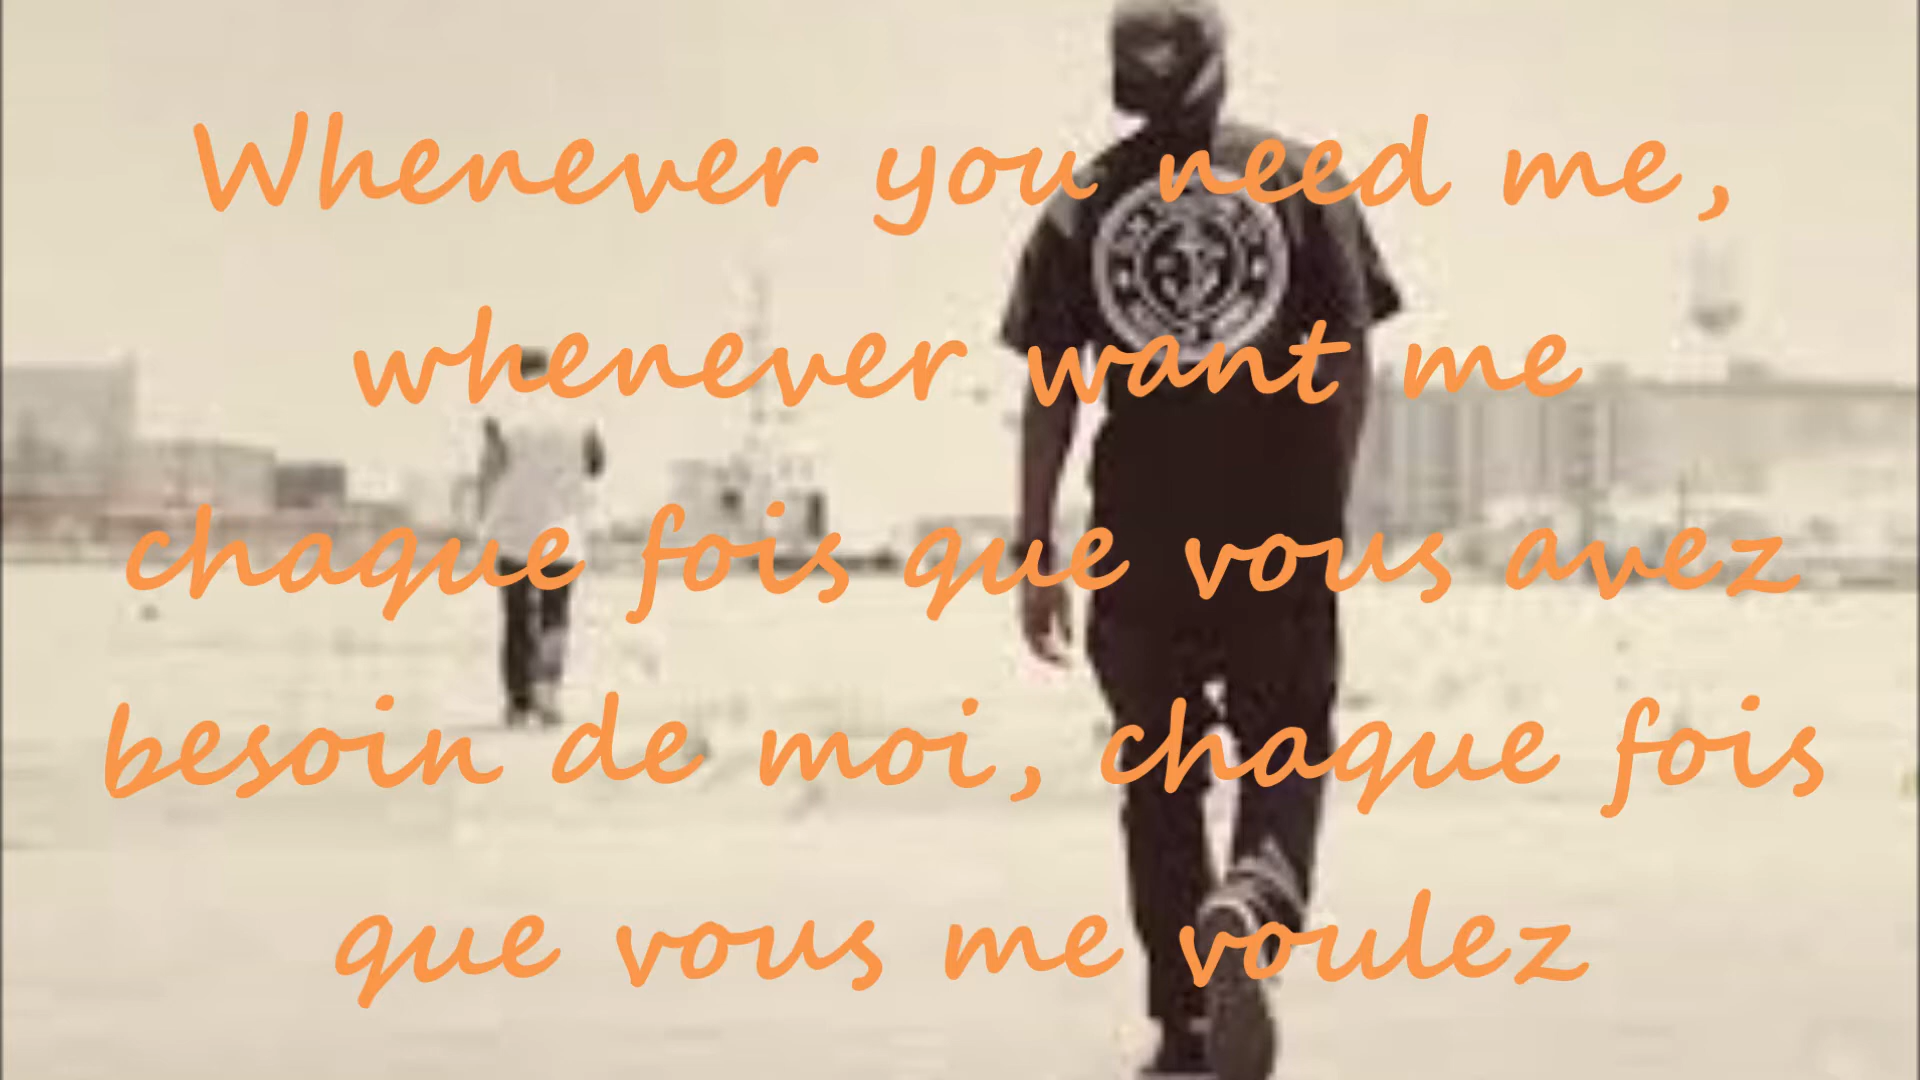 Whenever you need me,
whenever want me
chaque fois que vous avez
besoin de moi, chaque fois
que vous me voulez